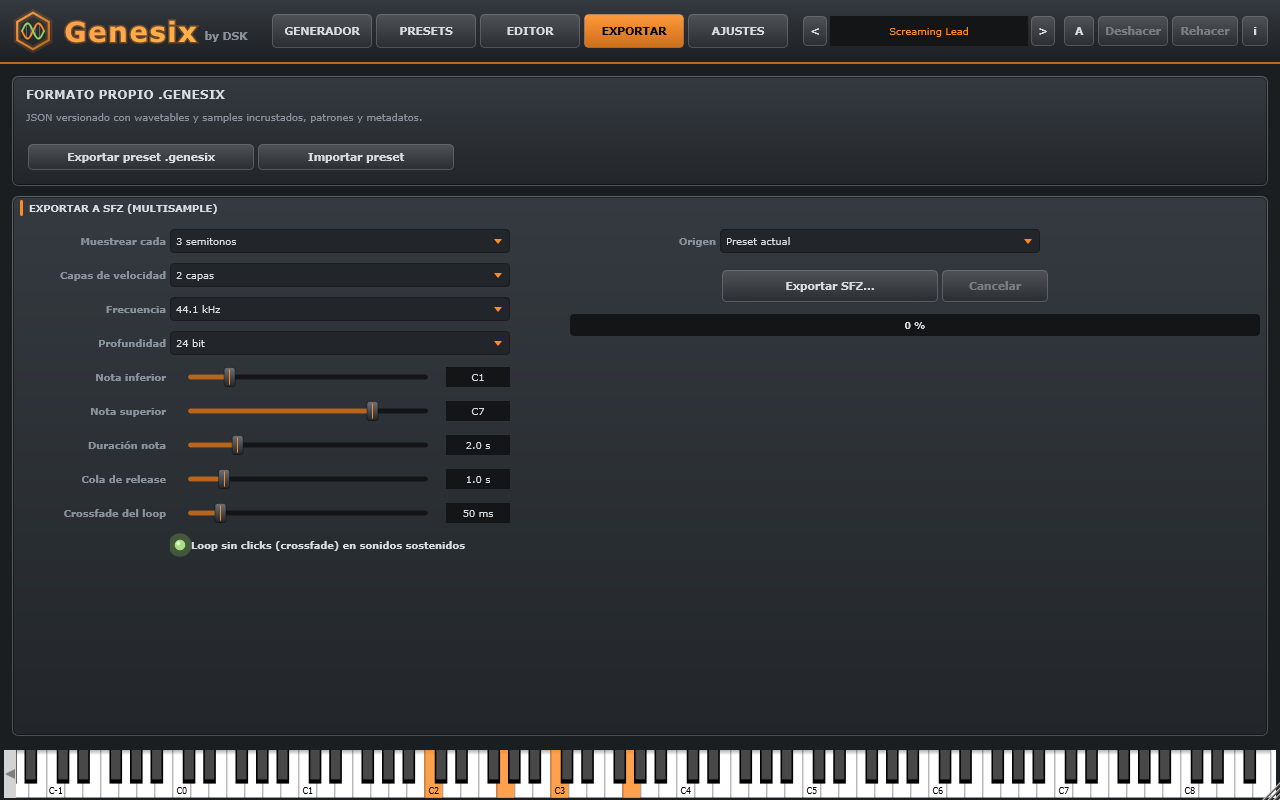 Genesix by DSK
GENERADOR
PRESETS
EDITOR
EXPORTAR
AJUSTES
<
Screaming Lead
>
A
Deshacer
Rehacer
i
FORMATO PROPIO .GENESIX
JSON versionado con wavetables y samples incrustados, patrones y metadatos.
Exportar preset .genesix
Importar preset
EXPORTAR A SFZ (MULTISAMPLE)
Muestrear cada 3 semitonos
Capas de velocidad 2 capas
Frecuencia 44.1 kHz
Profundidad 24 bit
Nota inferior C1
Nota superior C7
Duración nota 2.0 s
Cola de release 1.0 s
Crossfade del loop 50 ms
Loop sin clicks (crossfade) en sonidos sostenidos
Origen Preset actual
Exportar SFZ...
Cancelar
0 %
C-1 C0 C1 C2 C3 C4 C5 C6 C7 C8